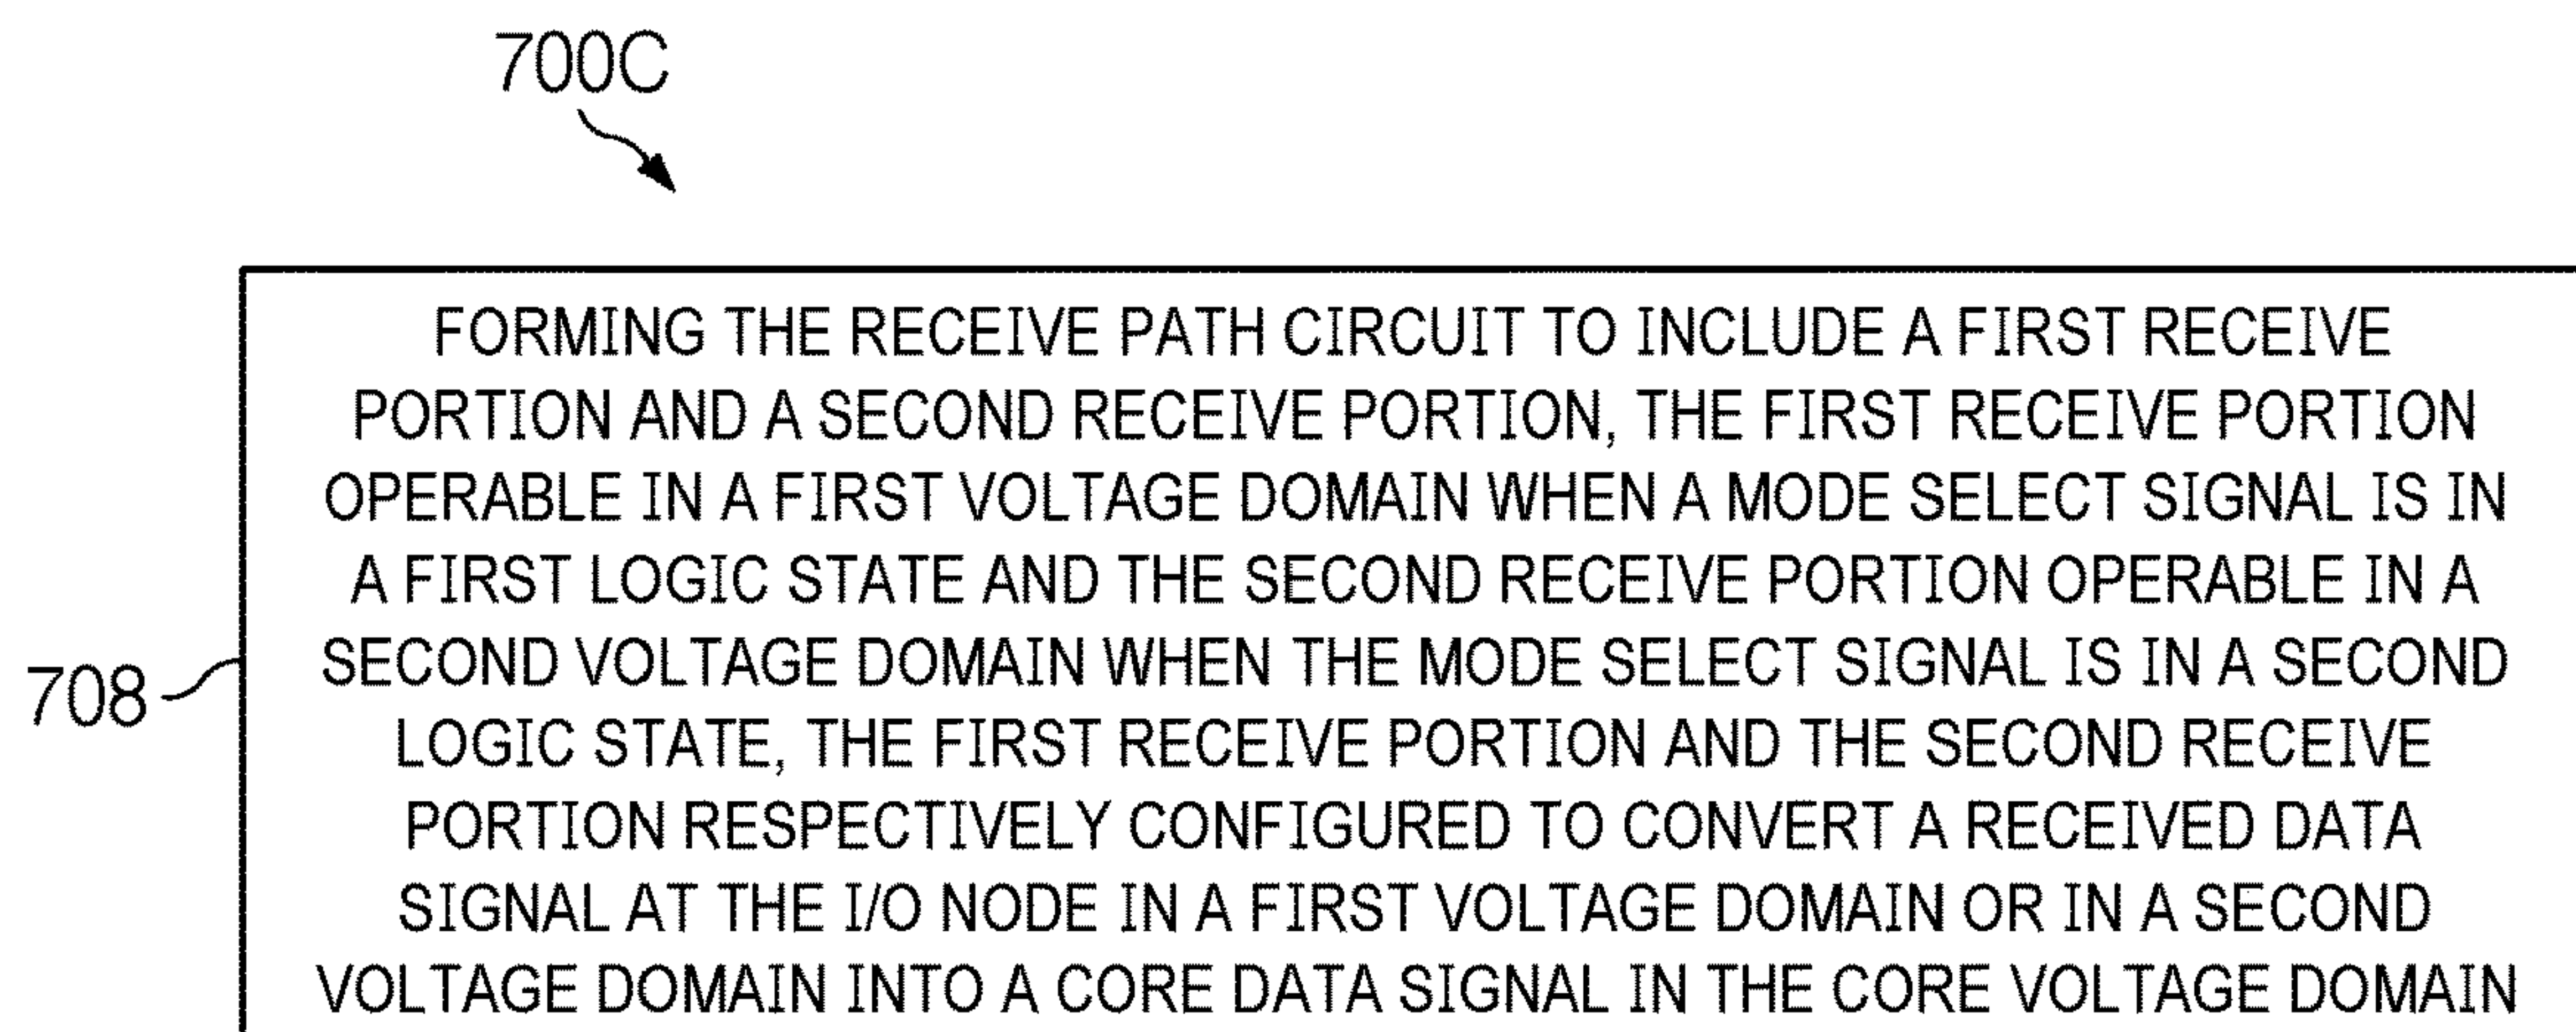 700C
FORMING THE RECEIVE PATH CIRCUIT TO INCLUDE A FIRST RECEIVE
PORTION AND A SECOND RECEIVE PORTION, THE FIRST RECEIVE PORTION
OPERABLE IN A FIRST VOLTAGE DOMAIN WHEN A MODE SELECT SIGNAL IS IN
A FIRST LOGIC STATE AND THE SECOND RECEIVE PORTION OPERABLE IN A
SECOND VOLTAGE DOMAIN WHEN THE MODE SELECT SIGNAL IS IN A SECOND
708
LOGIC STATE, THE FIRST RECEIVE PORTION AND THE SECOND RECEIVE
PORTION RESPECTIVELY CONFIGURED TO CONVERT A RECEIVED DATA
SIGNAL AT THE I/O NODE IN A FIRST VOLTAGE DOMAIN OR IN A SECOND
VOLTAGE DOMAIN INTO A CORE DATA SIGNAL IN THE CORE VOLTAGE DOMAIN